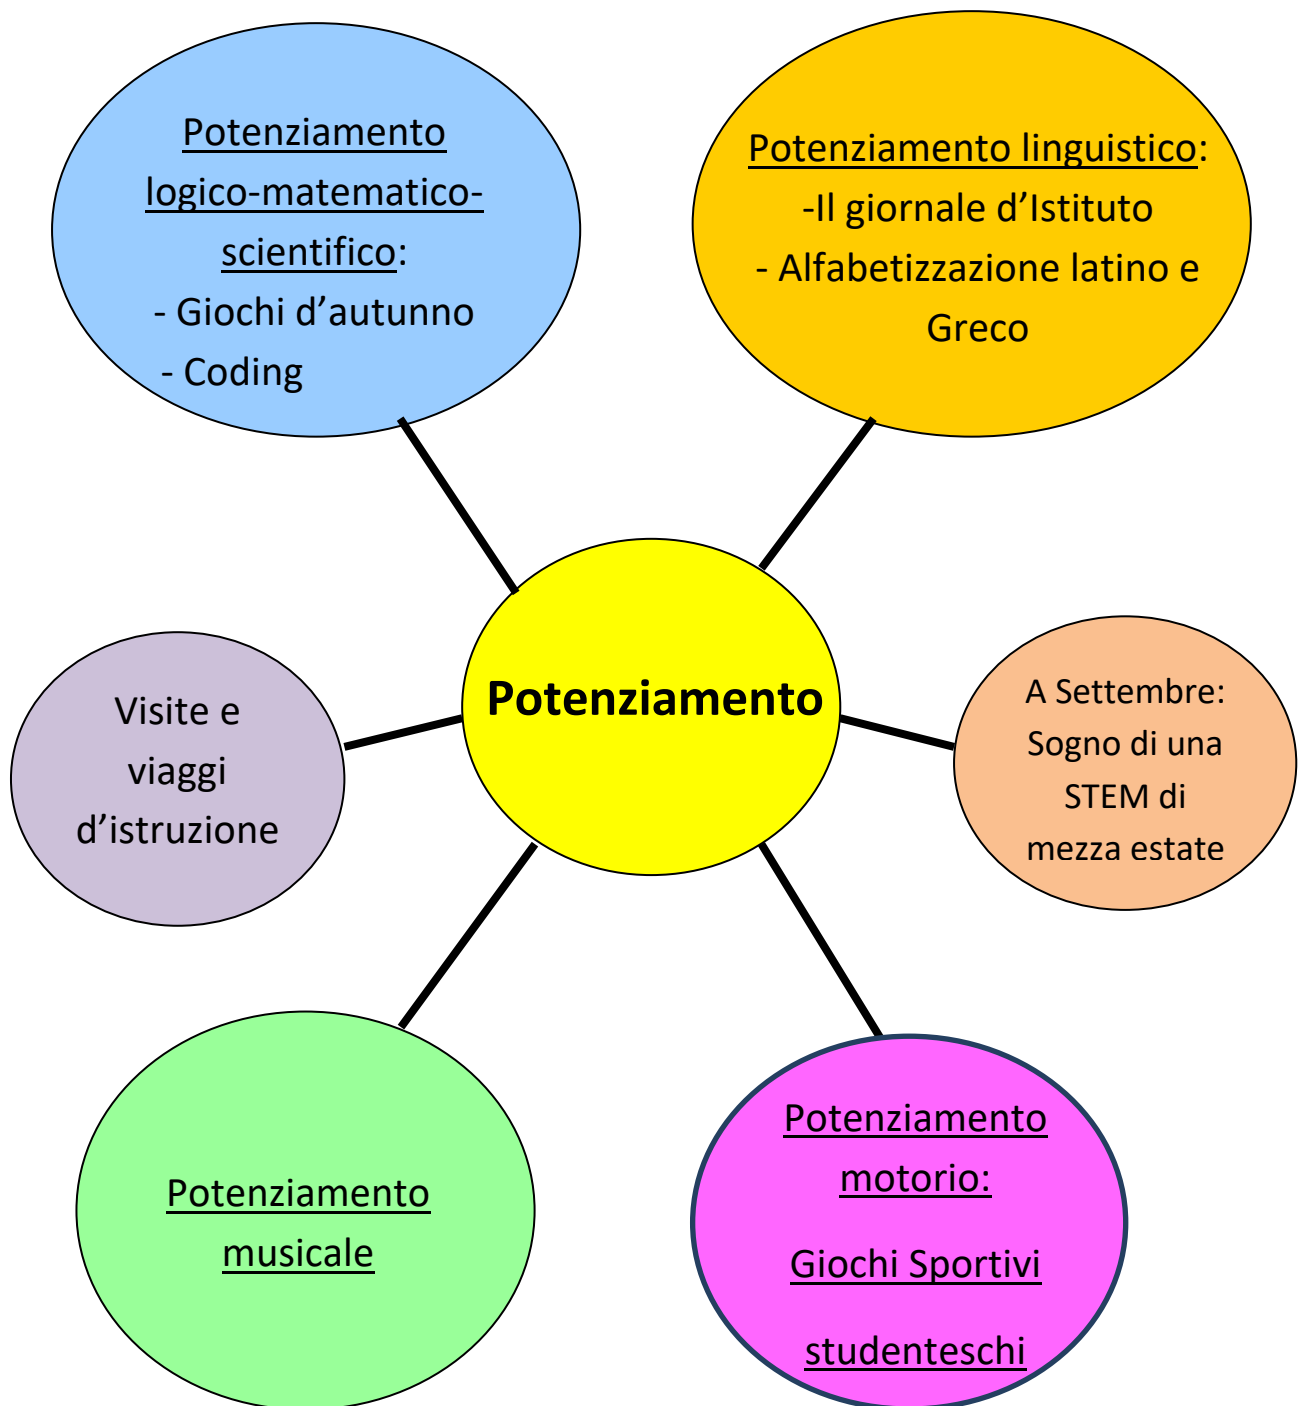 Potenziamento
logico-matematico-
scientifico:
- Giochi d’autunno
- Coding
Potenziamento linguistico:
-Il giornale d’Istituto
- Alfabetizzazione latino e
Greco
Potenziamento
Visite e
viaggi
d’istruzione
A Settembre:
Sogno di una
STEM di
mezza estate
Potenziamento
musicale
Potenziamento
motorio:
Giochi Sportivi
studenteschi